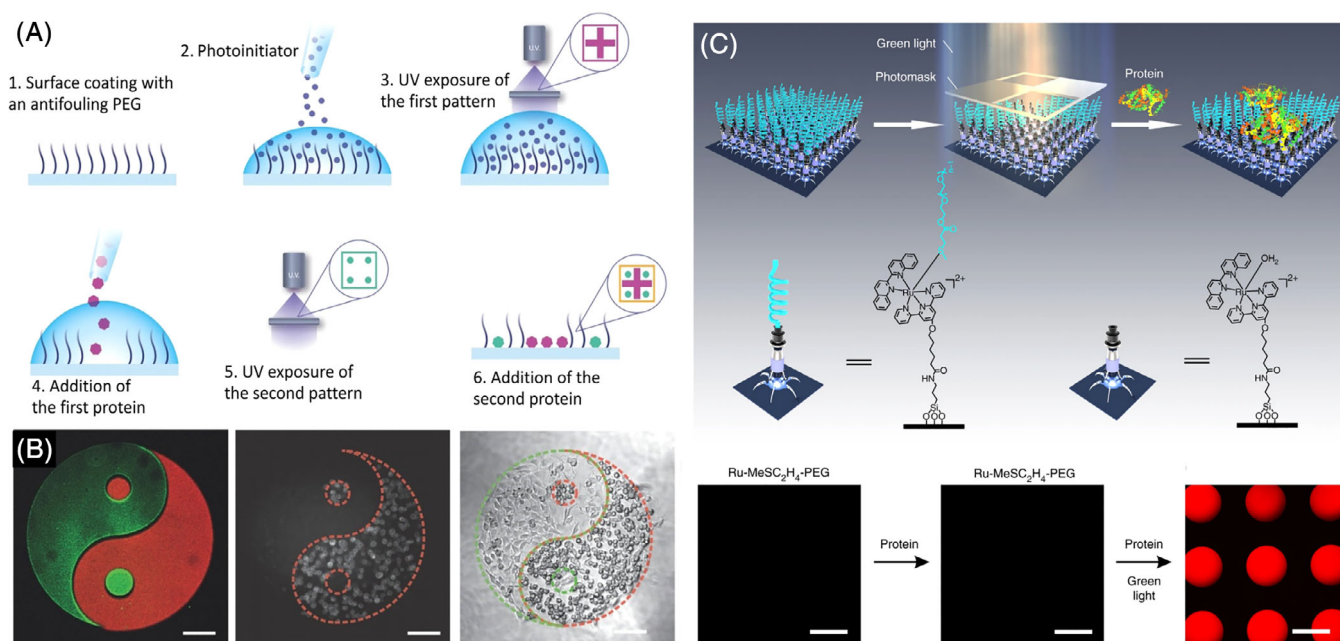 (A)
1. Surface coating with
an antifouling PEG
2. Photoinitiator
3. UV exposure of
the first pattern
U.V.
4. Addition of
the first protein
5. UV exposure of
the second pattern
U.V.
6. Addition of the
second protein
(B)
(C)
Green light
Photomask
Protein
]2+
O
HN
O
Si
O O O
OH2
]2+
O
HN
O
Si
O O O
Ru-MeSC2H4-PEG
Protein
Ru-MeSC2H4-PEG
Protein
Green
light